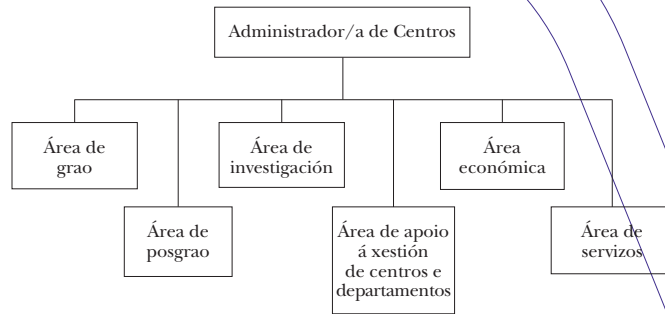 Administrador/a de Centros
Área de
grao
Área de
investigación
Área
económica
Área de
posgrao
Área de apoio
á xestión
de centros e
departamentos
Área de
servizos